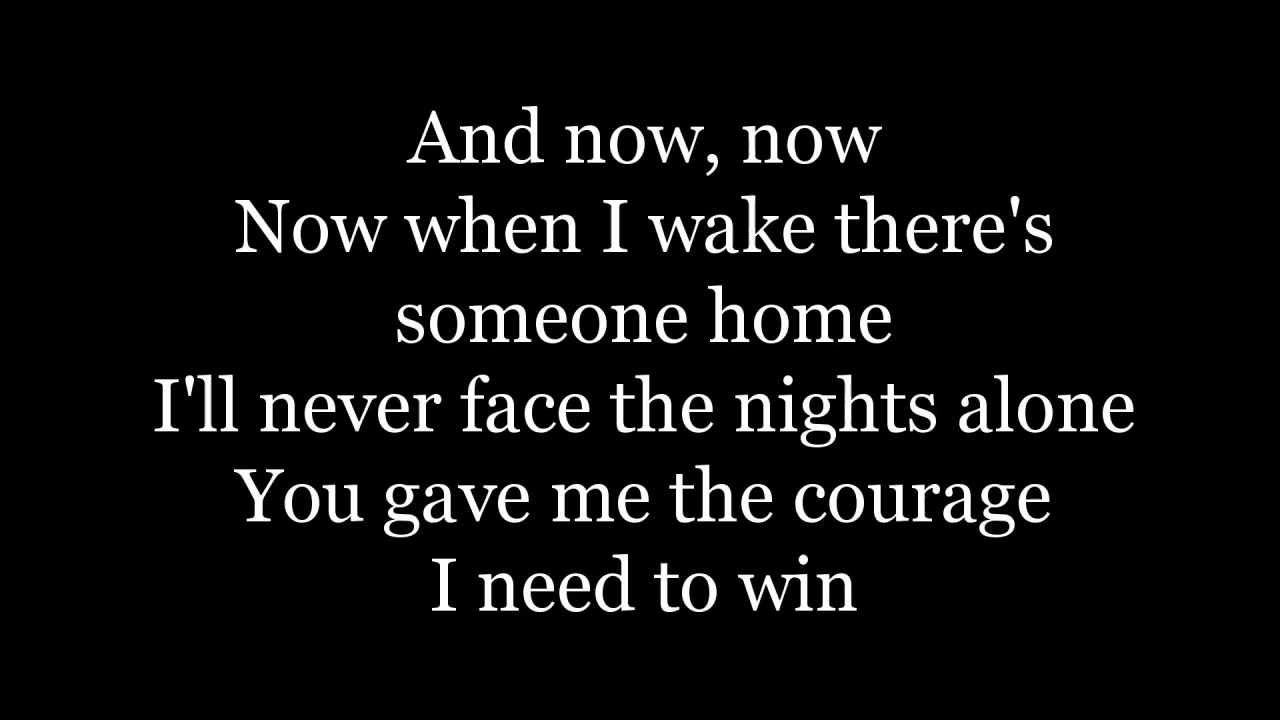 And now, now
Now when I wake there's
someone home
I'll never face the nights alone
You gave me the courage
I need to win